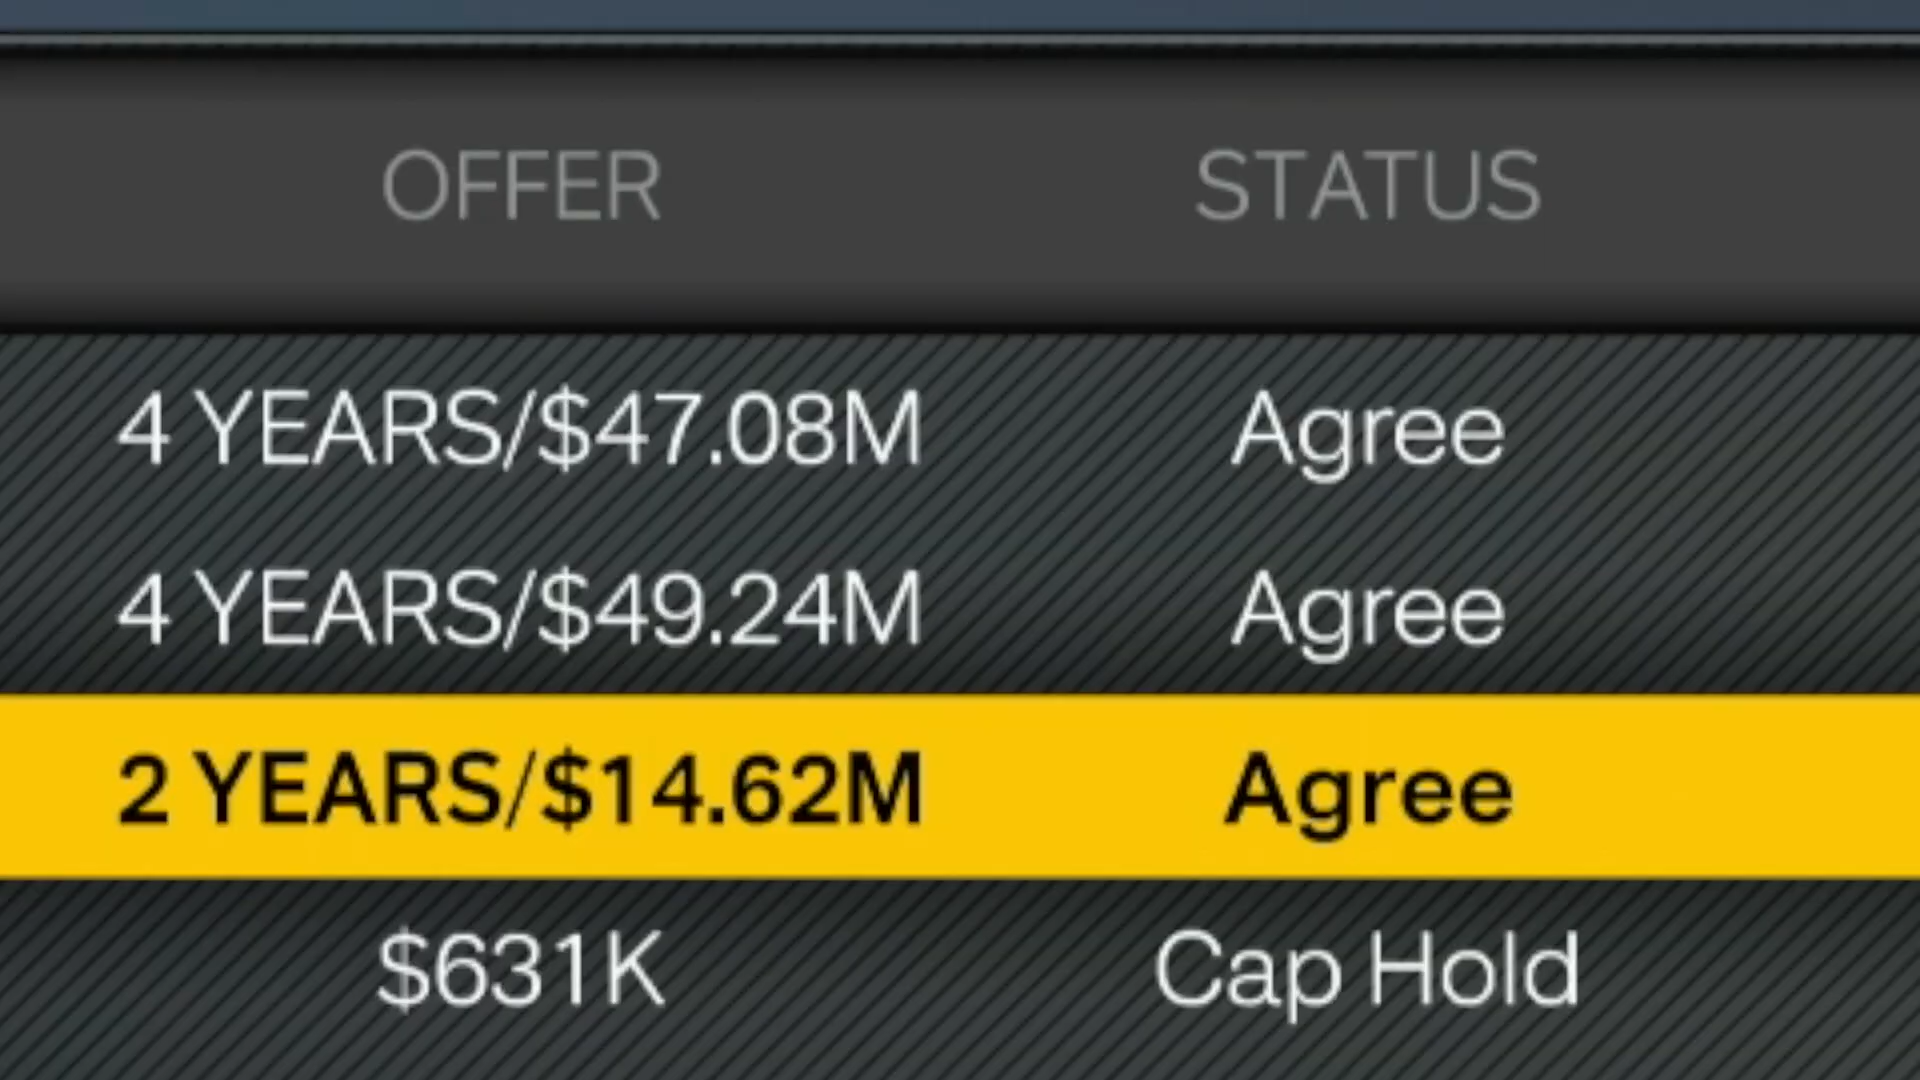 OFFER STATUS
4 YEARS/$47.08M Agree
4 YEARS/$49.24M Agree
2 YEARS/$14.62M Agree
$631K Cap Hold